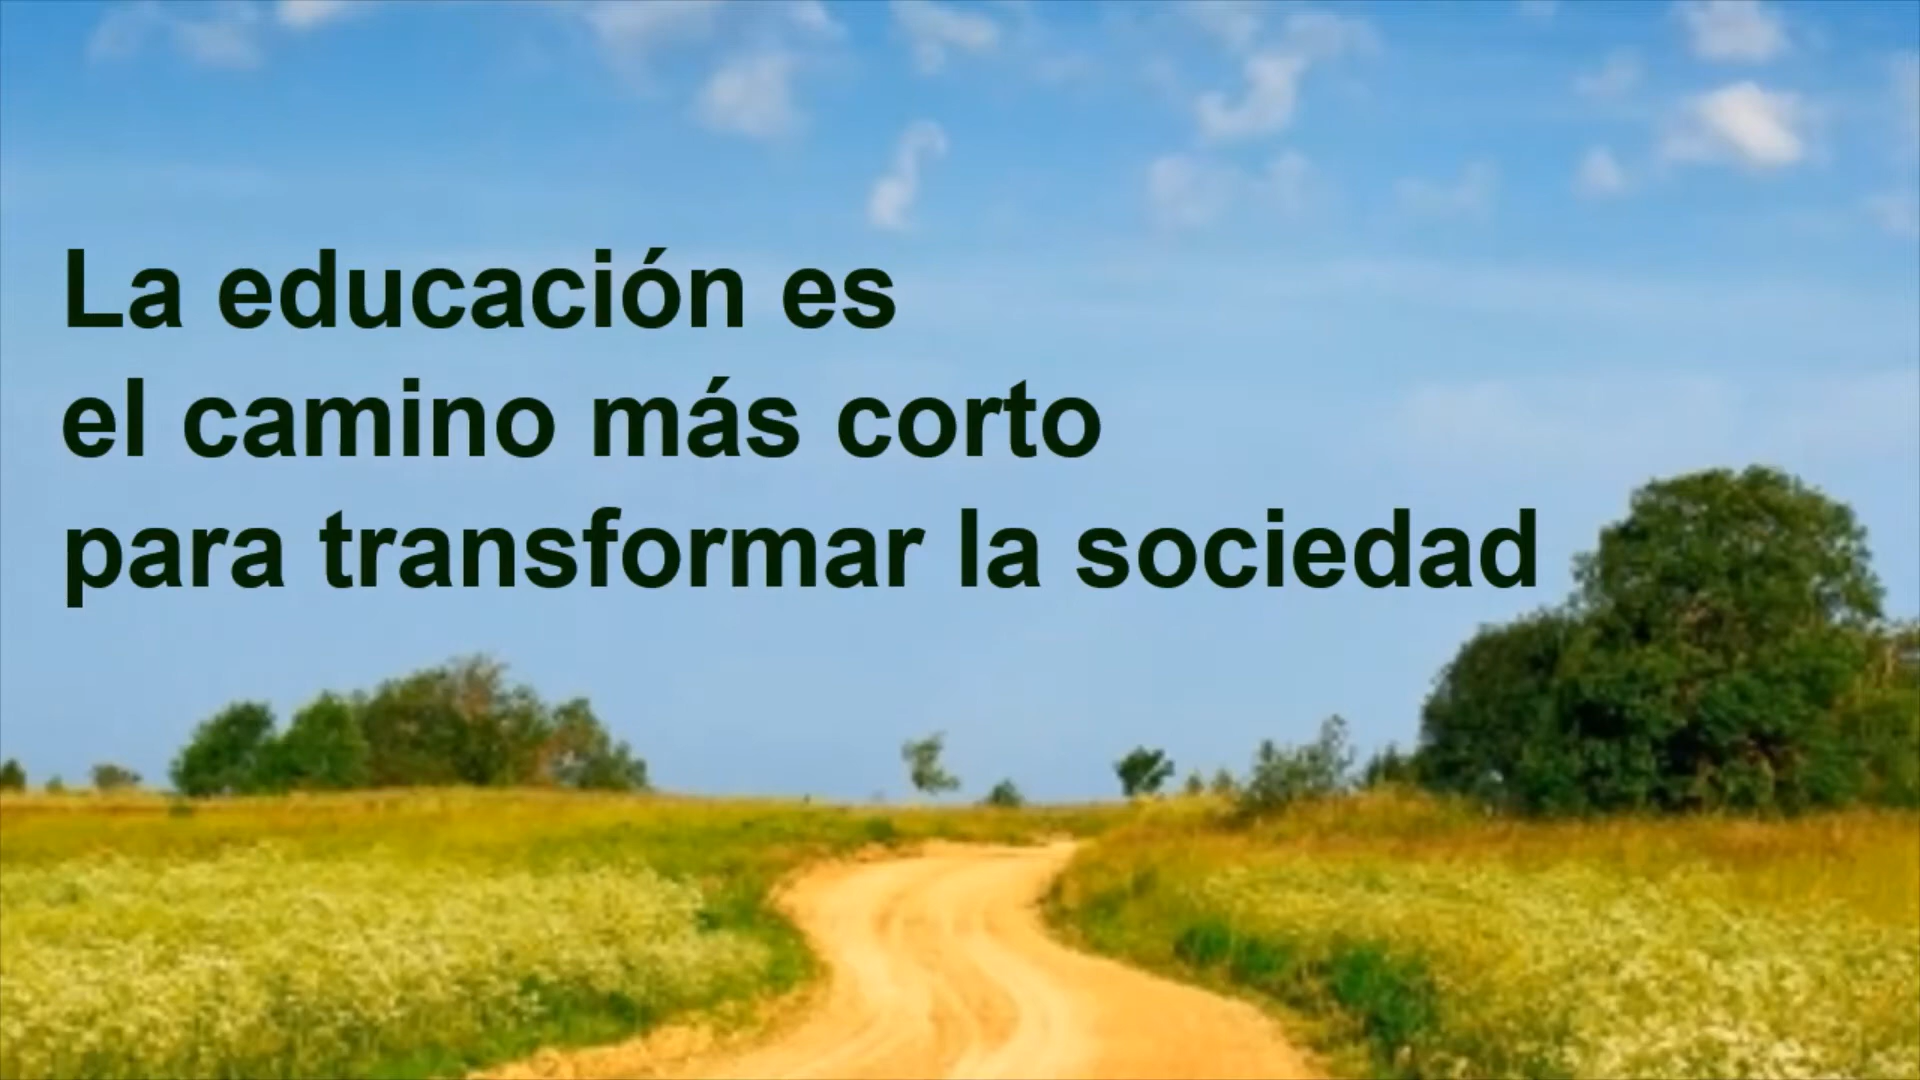 La educación es
el camino más corto
para transformar la sociedad